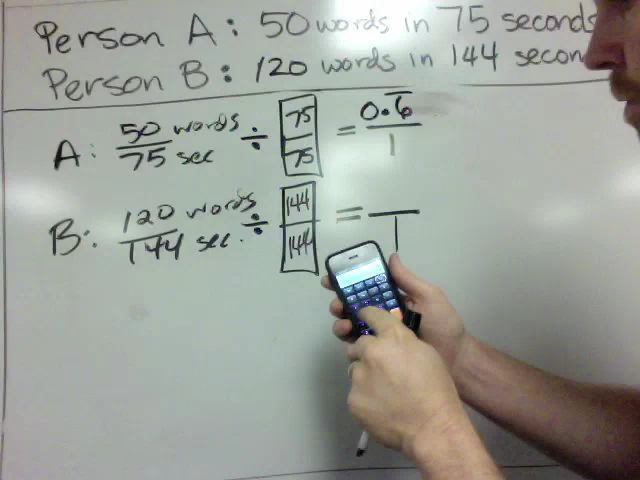 Person A: 50 words in 75 seconds
Person B: 120 words in 144 secon
A: 50 words / 75 sec ÷ 75 / 75 = 0.6̅ / 1
B: 120 words / 144 sec. ÷ 144 / 144 = / 1